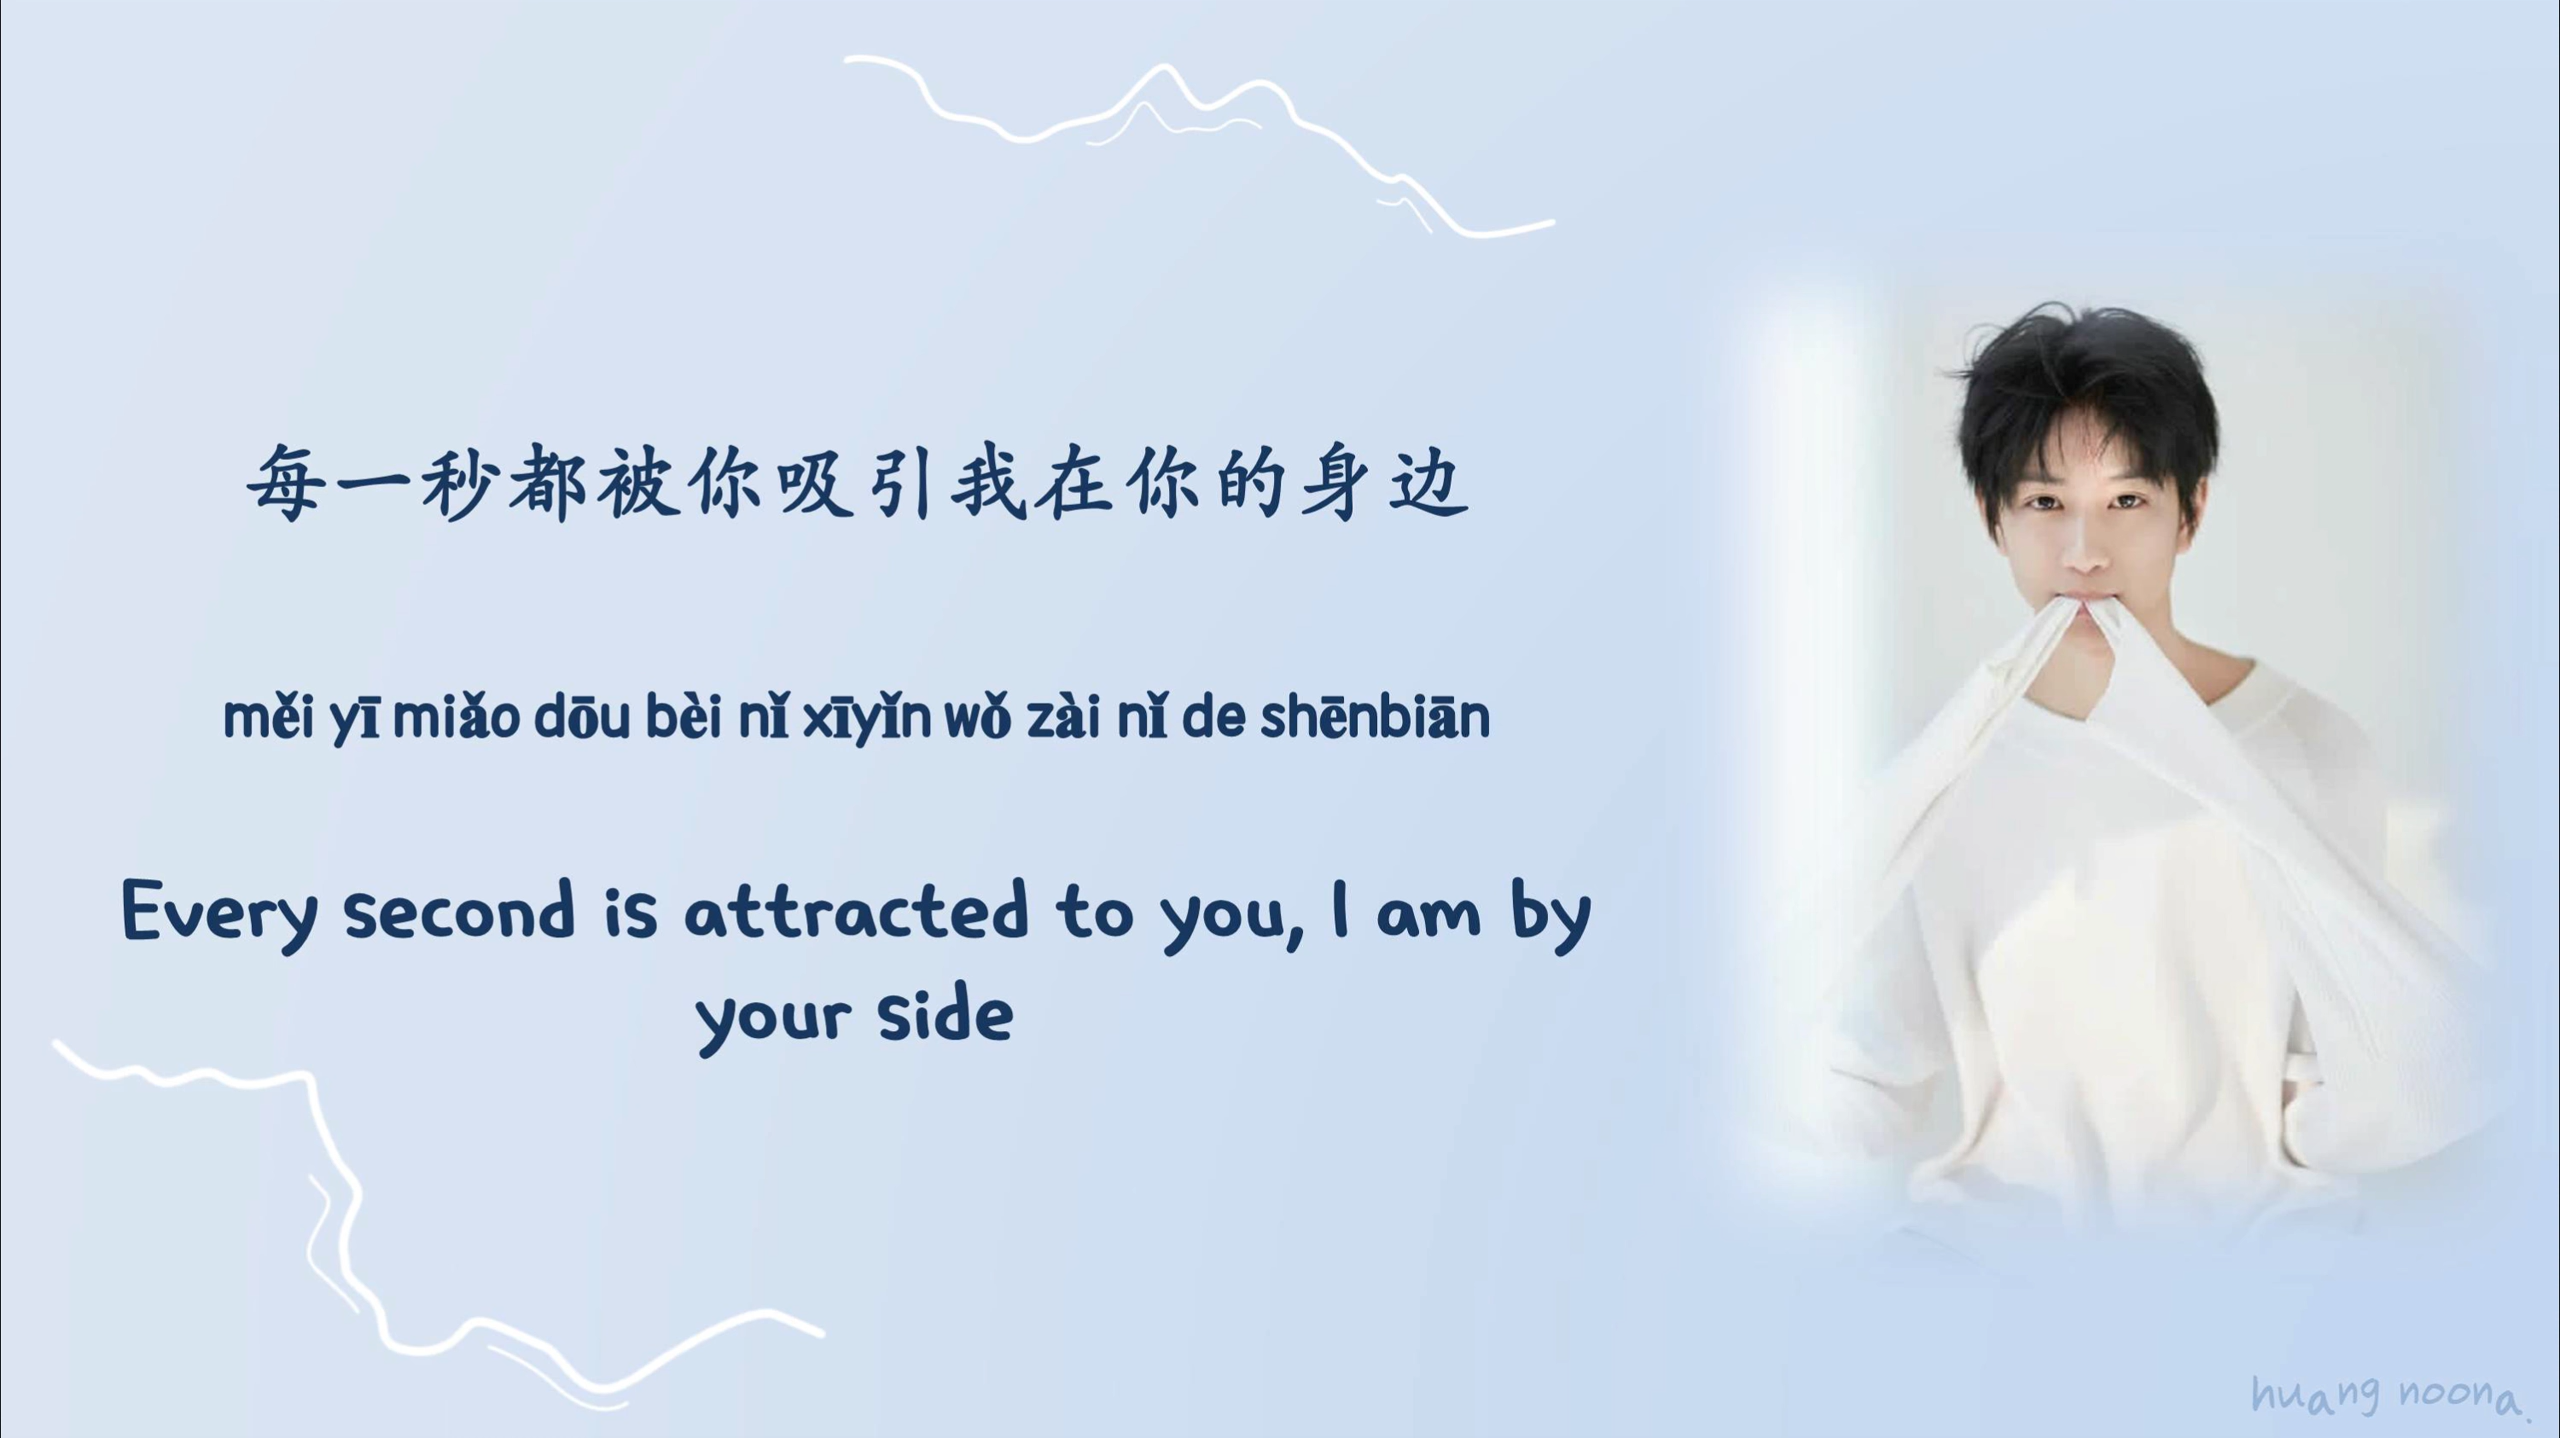 每一秒都被你吸引我在你的身边
měi yī miǎo dōu bèi nǐ xīyǐn wǒ zài nǐ de shēnbiān
Every second is attracted to you, I am by
your side
huang noona.